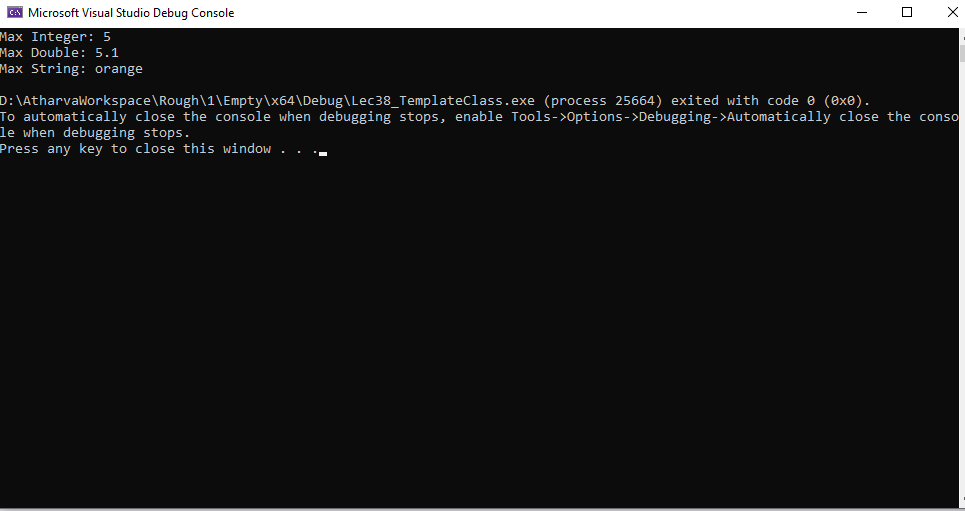 Microsoft Visual Studio Debug Console
Max Integer: 5
Max Double: 5.1
Max String: orange
D:\AtharvaWorkspace\Rough\1\Empty\x64\Debug\Lec38_TemplateClass.exe (process 25664) exited with code 0 (0x0).
To automatically close the console when debugging stops, enable Tools->Options->Debugging->Automatically close the conso
le when debugging stops.
Press any key to close this window . . .